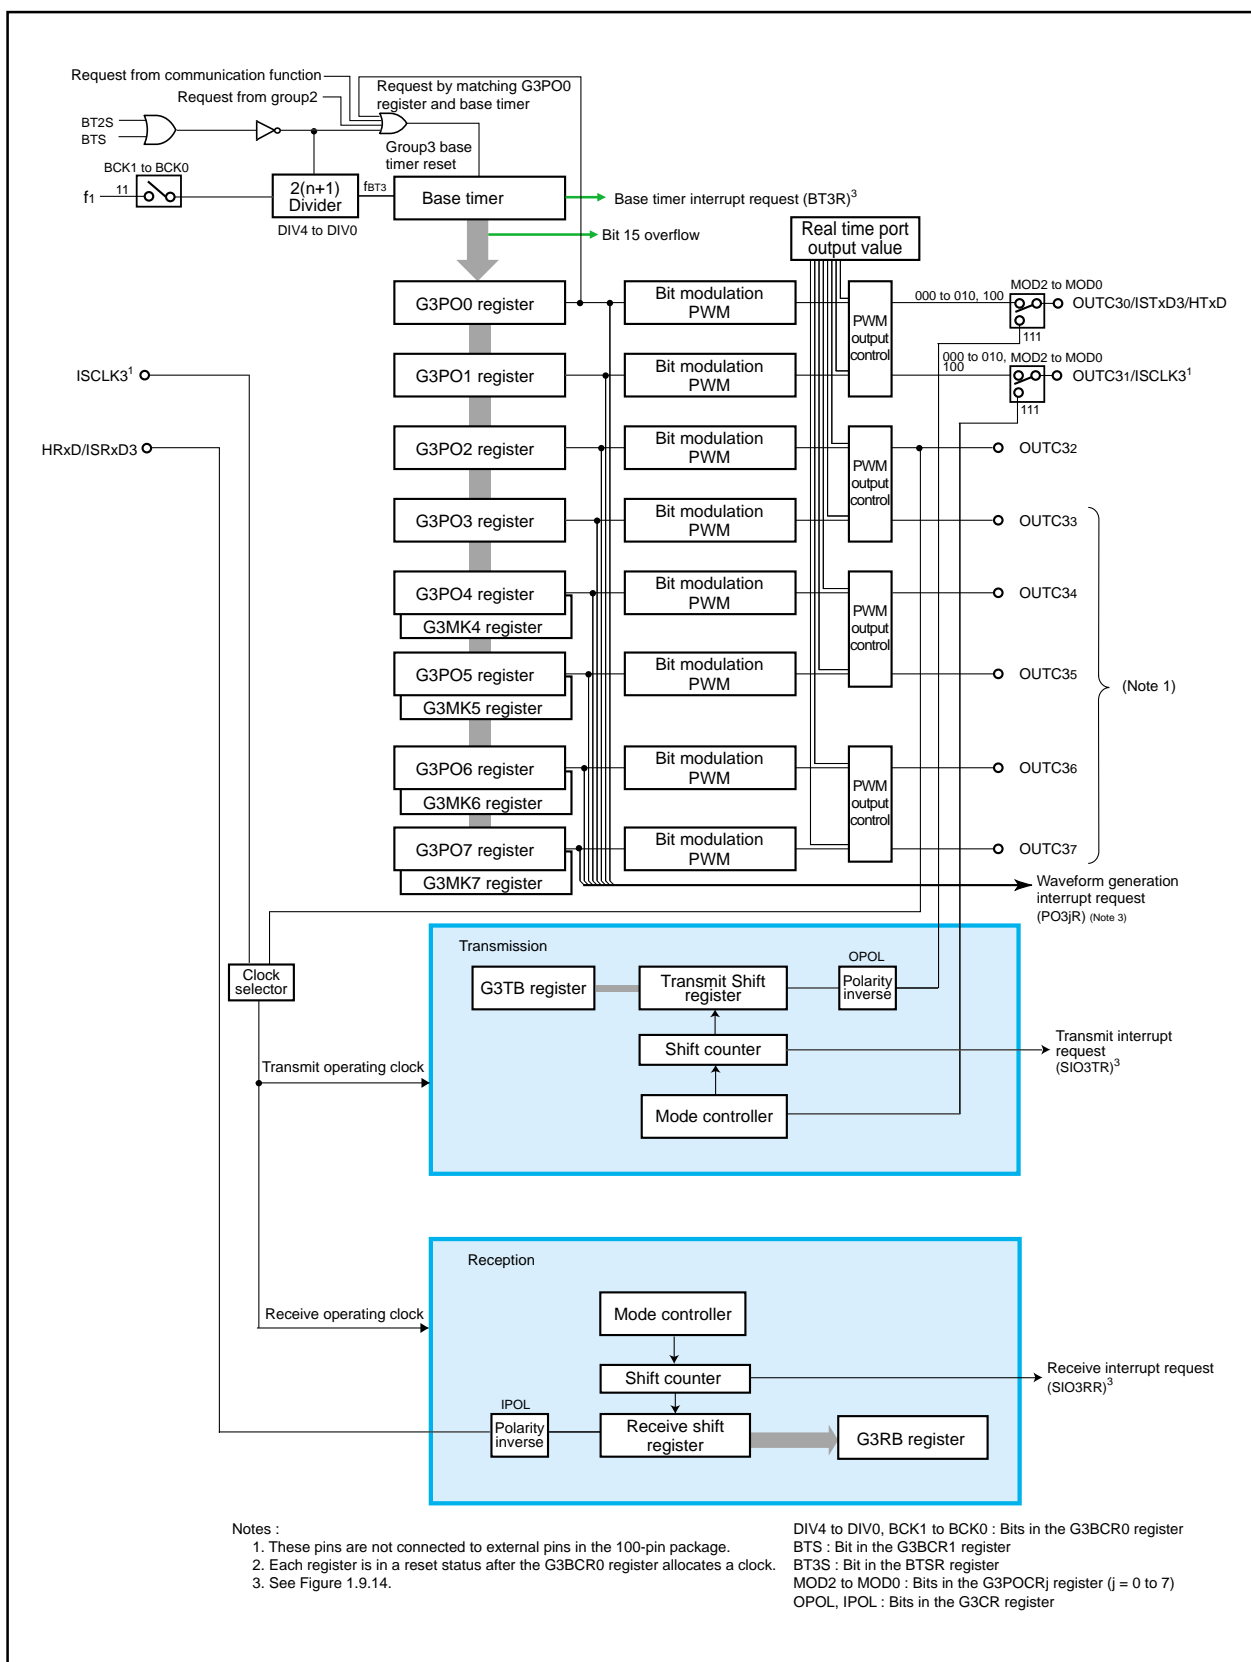 Request from communication function
Request from group2
Request by matching G3PO0
register and base timer
BT2S
BTS
Group3 base
timer reset
BCK1 to BCK0
f1
11
2(n+1)
Divider
fBT3
Base timer
Base timer interrupt request (BT3R)3
DIV4 to DIV0
Bit 15 overflow
Real time port
output value
G3PO0 register
Bit modulation
PWM
PWM
output
control
000 to 010, 100
MOD2 to MOD0
OUTC30/ISTxD3/HTxD
111
ISCLK31
G3PO1 register
Bit modulation
PWM
000 to 010,
100
MOD2 to MOD0
OUTC31/ISCLK31
111
HRxD/ISRxD3
G3PO2 register
Bit modulation
PWM
PWM
output
control
OUTC32
G3PO3 register
Bit modulation
PWM
OUTC33
G3PO4 register
G3MK4 register
Bit modulation
PWM
PWM
output
control
OUTC34
G3PO5 register
G3MK5 register
Bit modulation
PWM
OUTC35
(Note 1)
G3PO6 register
G3MK6 register
Bit modulation
PWM
PWM
output
control
OUTC36
G3PO7 register
G3MK7 register
Bit modulation
PWM
OUTC37
Waveform generation
interrupt request
(PO3jR) (Note 3)
Transmission
Clock
selector
G3TB register
Transmit Shift
register
OPOL
Polarity
inverse
Shift counter
Transmit interrupt
request
(SIO3TR)3
Transmit operating clock
Mode controller
Reception
Receive operating clock
Mode controller
Shift counter
Receive interrupt request
(SIO3RR)3
IPOL
Polarity
inverse
Receive shift
register
G3RB register
Notes :
1. These pins are not connected to external pins in the 100-pin package.
2. Each register is in a reset status after the G3BCR0 register allocates a clock.
3. See Figure 1.9.14.
DIV4 to DIV0, BCK1 to BCK0 : Bits in the G3BCR0 register
BTS : Bit in the G3BCR1 register
BT3S : Bit in the BTSR register
MOD2 to MOD0 : Bits in the G3POCRj register (j = 0 to 7)
OPOL, IPOL : Bits in the G3CR register